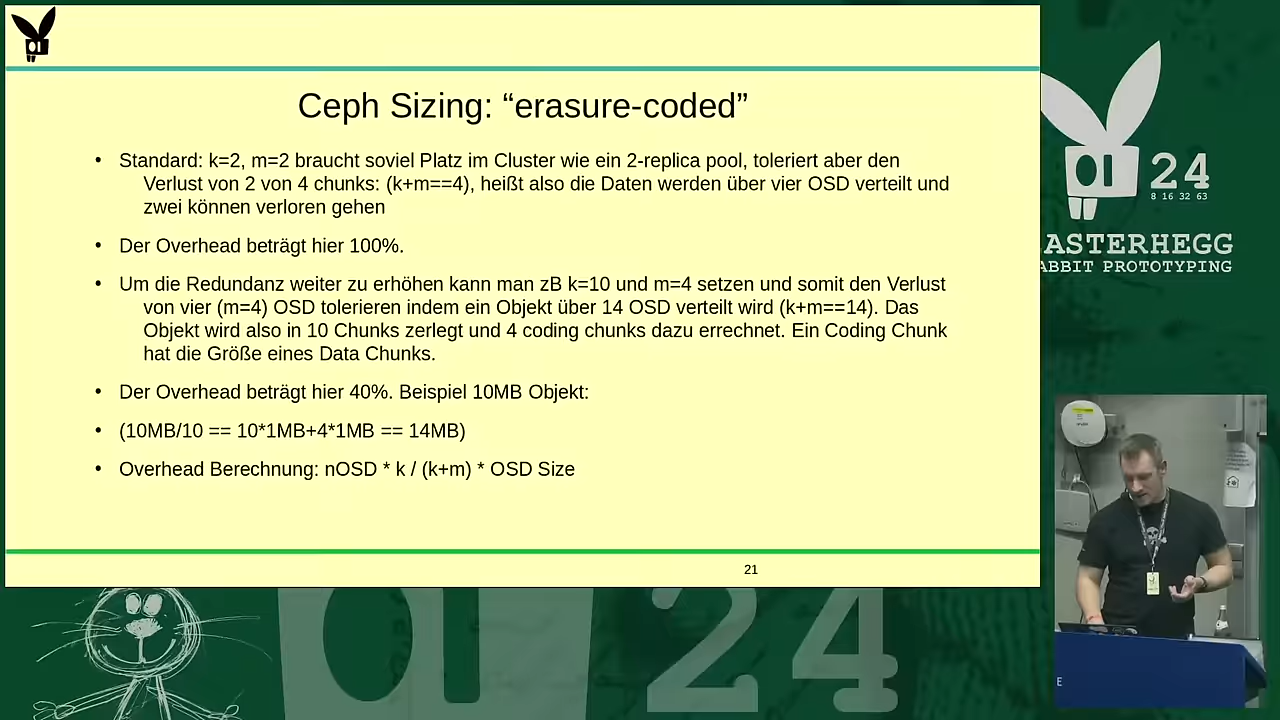 Ceph Sizing: “erasure-coded”
• Standard: k=2, m=2 braucht soviel Platz im Cluster wie ein 2-replica pool, toleriert aber den
Verlust von 2 von 4 chunks: (k+m==4), heißt also die Daten werden über vier OSD verteilt und
zwei können verloren gehen
• Der Overhead beträgt hier 100%.
• Um die Redundanz weiter zu erhöhen kann man zB k=10 und m=4 setzen und somit den Verlust
von vier (m=4) OSD tolerieren indem ein Objekt über 14 OSD verteilt wird (k+m==14). Das
Objekt wird also in 10 Chunks zerlegt und 4 coding chunks dazu errechnet. Ein Coding Chunk
hat die Größe eines Data Chunks.
• Der Overhead beträgt hier 40%. Beispiel 10MB Objekt:
• (10MB/10 == 10*1MB+4*1MB == 14MB)
• Overhead Berechnung: nOSD * k / (k+m) * OSD Size
21
24
8 16 32 63
ASTERHEGG
ABBIT PROTOTYPING
24
E